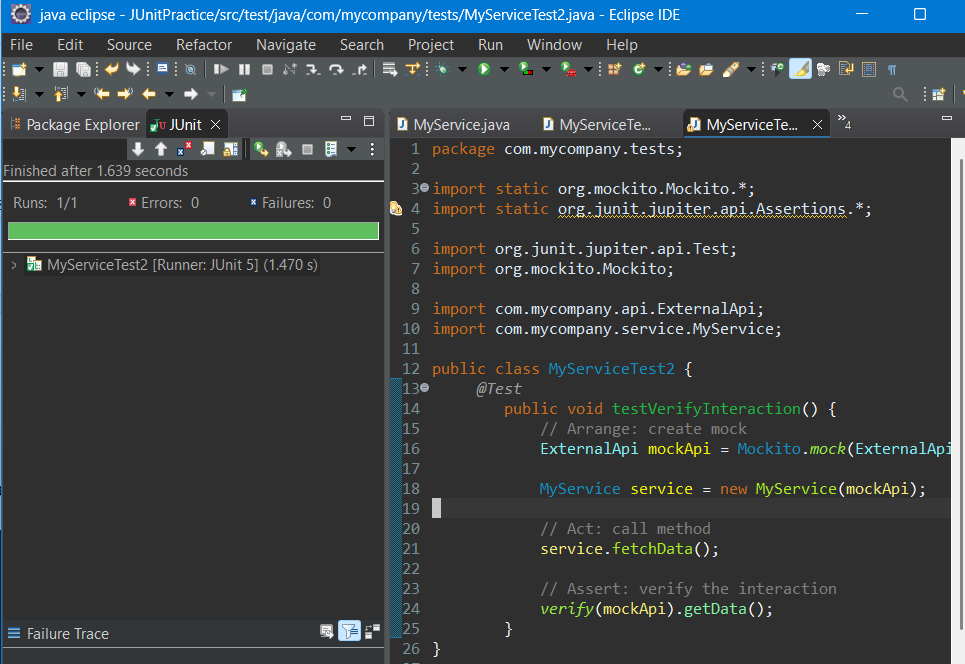 java eclipse - JUnitPractice/src/test/java/com/mycompany/tests/MyServiceTest2.java - Eclipse IDE
File Edit Source Refactor Navigate Search Project Run Window Help
Package Explorer JUnit
Finished after 1.639 seconds
Runs: 1/1 Errors: 0 Failures: 0
MyServiceTest2 [Runner: JUnit 5] (1.470 s)
Failure Trace
MyService.java MyServiceTe... MyServiceTe... »4
1 package com.mycompany.tests;
2
3 import static org.mockito.Mockito.*;
4 import static org.junit.jupiter.api.Assertions.*;
5
6 import org.junit.jupiter.api.Test;
7 import org.mockito.Mockito;
8
9 import com.mycompany.api.ExternalApi;
10 import com.mycompany.service.MyService;
11
12 public class MyServiceTest2 {
13 @Test
14 public void testVerifyInteraction() {
15 // Arrange: create mock
16 ExternalApi mockApi = Mockito.mock(ExternalApi
17
18 MyService service = new MyService(mockApi);
19
20 // Act: call method
21 service.fetchData();
22
23 // Assert: verify the interaction
24 verify(mockApi).getData();
25 }
26 }